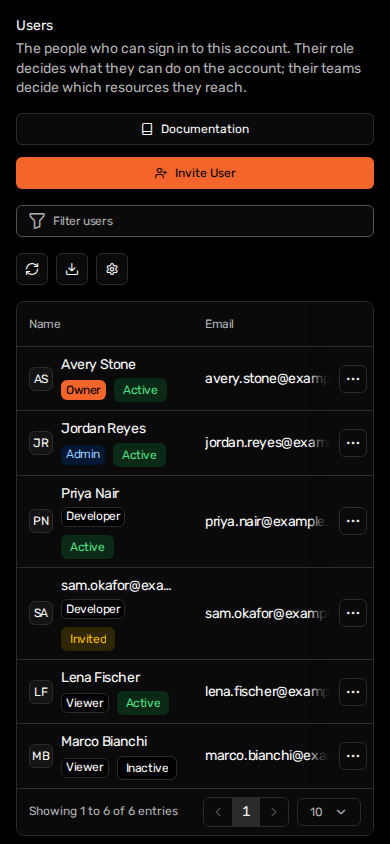 Users
The people who can sign in to this account. Their role
decides what they can do on the account; their teams
decide which resources they reach.
Documentation
Invite User
Filter users
Name Email
AS Avery Stone avery.stone@examp
Owner Active
JR Jordan Reyes jordan.reyes@exam
Admin Active
PN Priya Nair priya.nair@example.
Developer
Active
SA sam.okafor@exa... sam.okafor@examp
Developer
Invited
LF Lena Fischer lena.fischer@examp
Viewer Active
MB Marco Bianchi marco.bianchi@exa
Viewer Inactive
Showing 1 to 6 of 6 entries 1 10